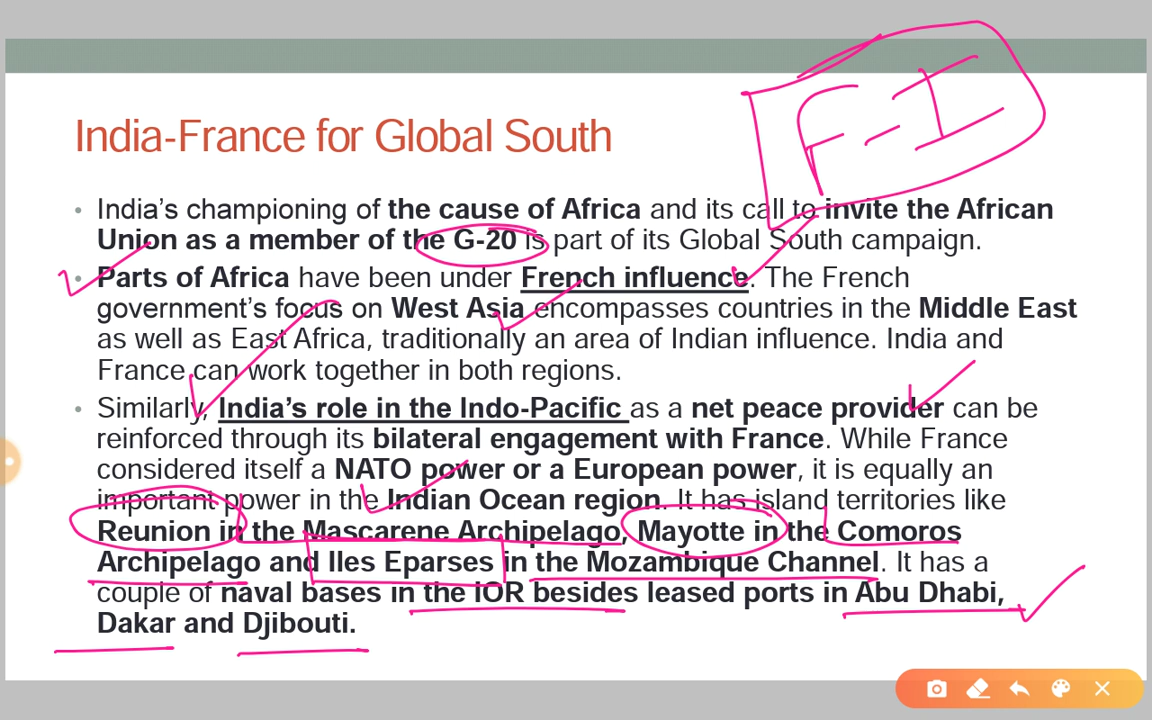 F-I
India-France for Global South
• India's championing of the cause of Africa and its call to invite the African
Union as a member of the G-20 is part of its Global South campaign.
• Parts of Africa have been under French influence. The French
government's focus on West Asia encompasses countries in the Middle East
as well as East Africa, traditionally an area of Indian influence. India and
France can work together in both regions.
• Similarly, India's role in the Indo-Pacific as a net peace provider can be
reinforced through its bilateral engagement with France. While France
considered itself a NATO power or a European power, it is equally an
important power in the Indian Ocean region. It has island territories like
Reunion in the Mascarene Archipelago, Mayotte in the Comoros
Archipelago and Iles Eparses in the Mozambique Channel. It has a
couple of naval bases in the IOR besides leased ports in Abu Dhabi,
Dakar and Djibouti.